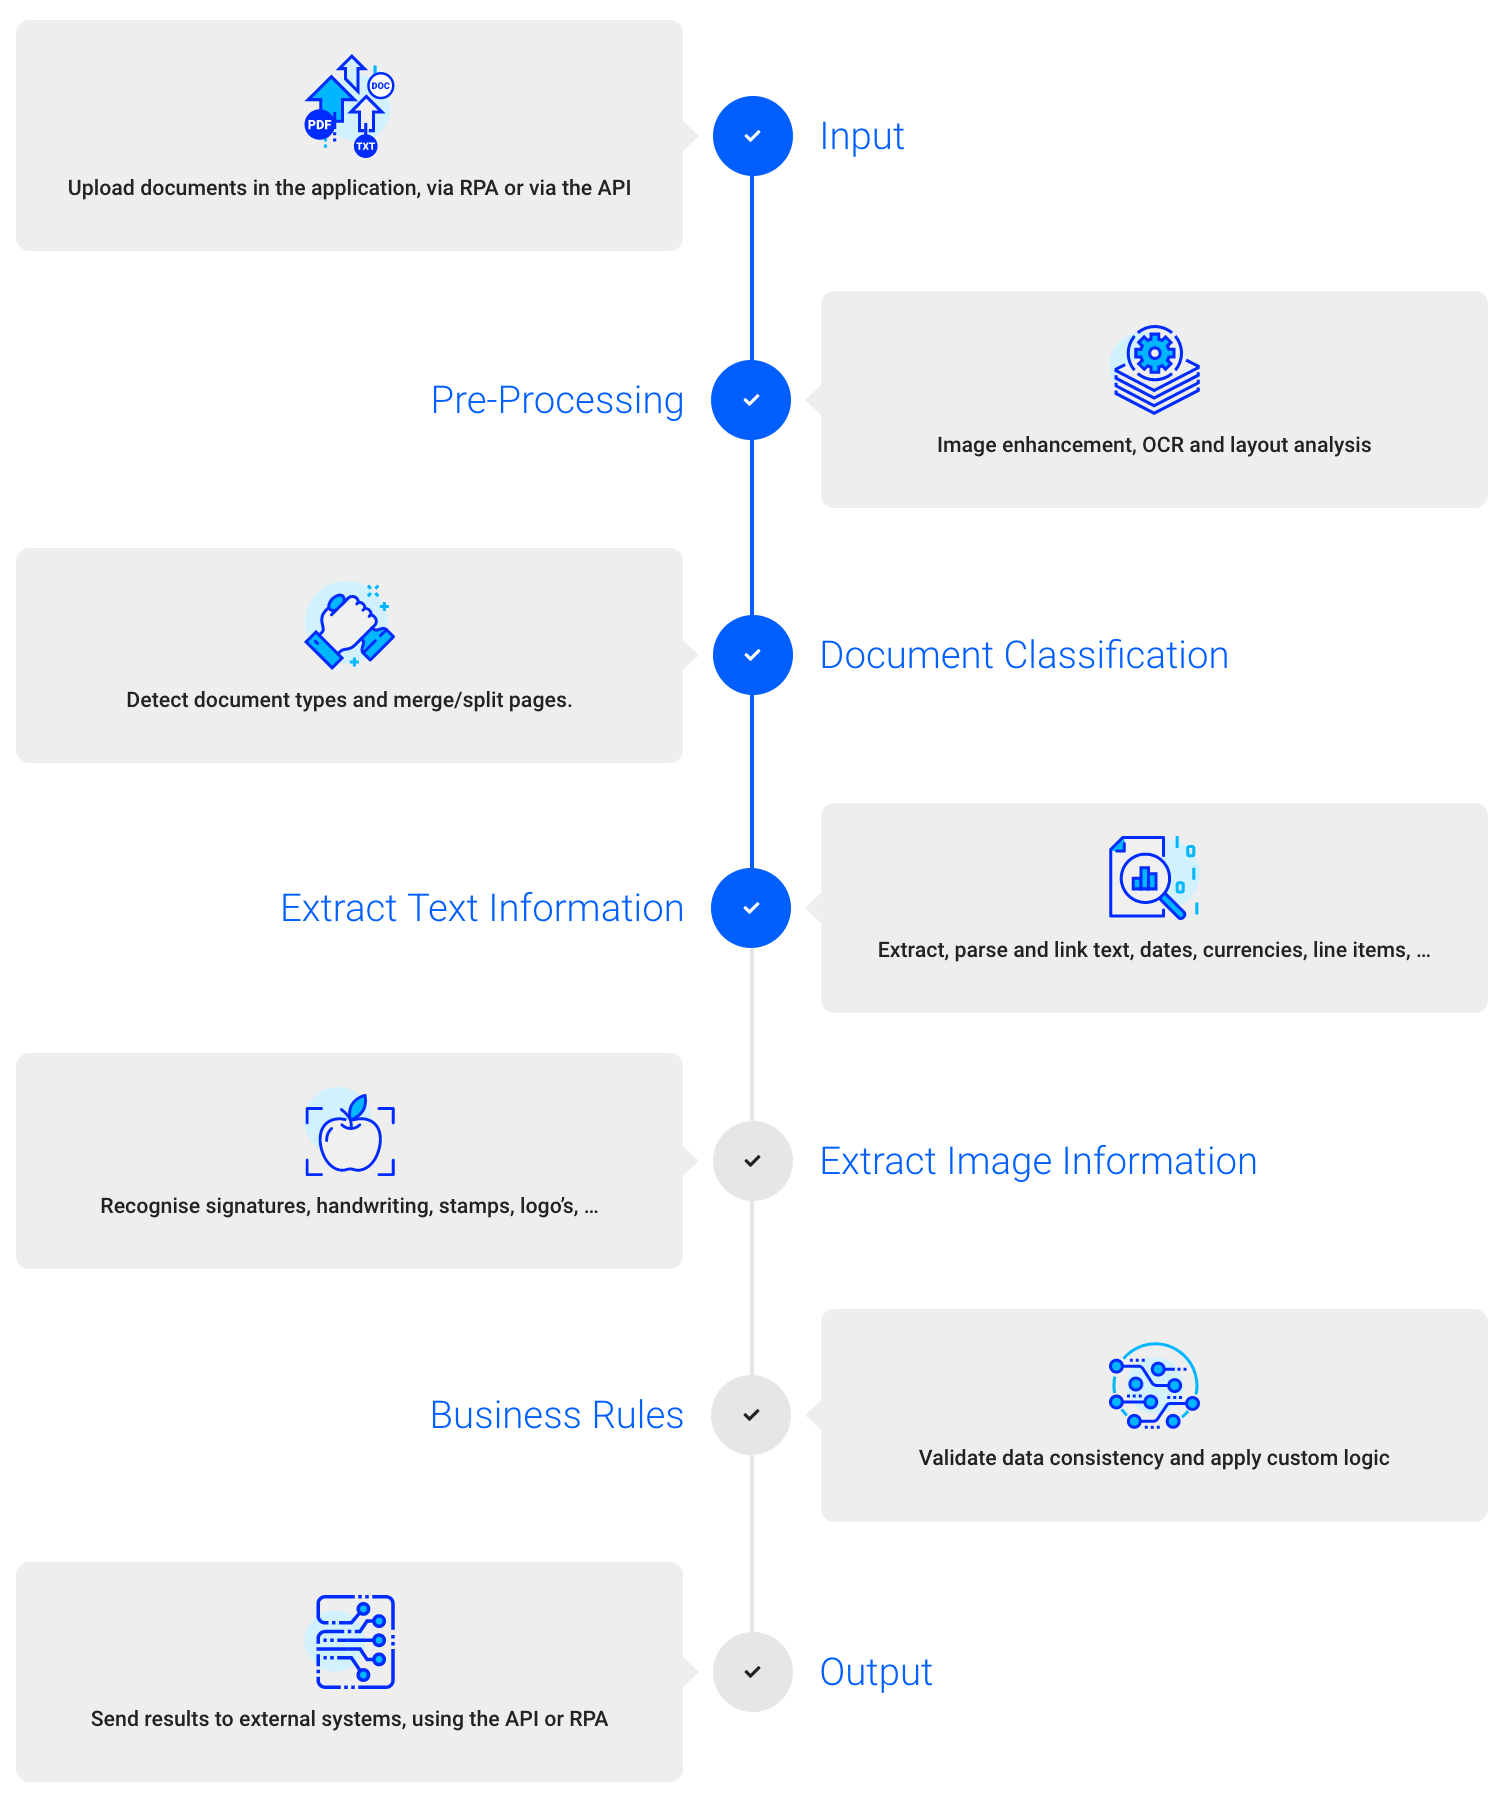 DOC
PDF
TXT
Upload documents in the application, via RPA or via the API
Input
Pre-Processing
Image enhancement, OCR and layout analysis
Detect document types and merge/split pages.
Document Classification
Extract Text Information
Extract, parse and link text, dates, currencies, line items, ...
Recognise signatures, handwriting, stamps, logo’s, ...
Extract Image Information
Business Rules
Validate data consistency and apply custom logic
Send results to external systems, using the API or RPA
Output